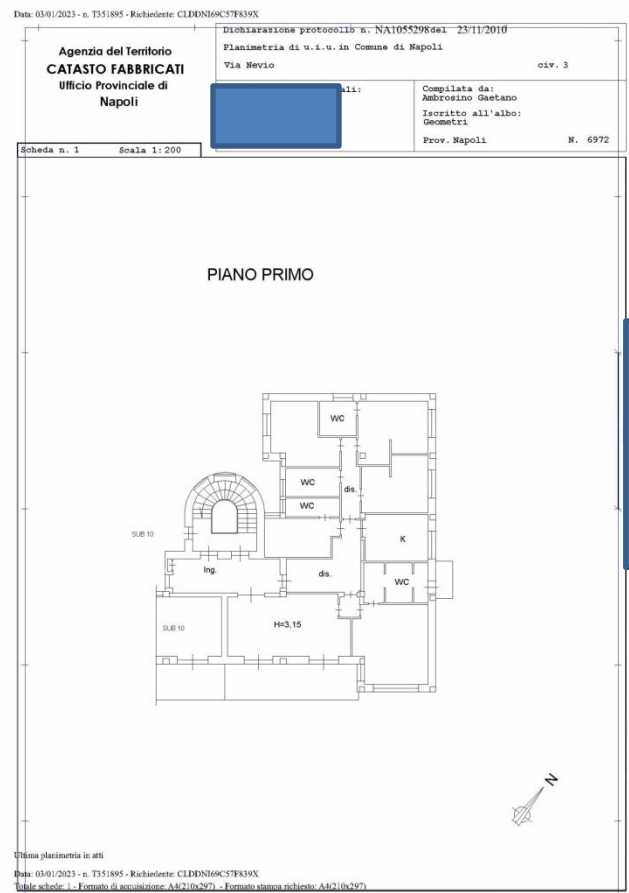 Data: 03/01/2023 - n. T351895 - Richiedente: CLDDNI69C57F839X
Agenzia del Territorio
CATASTO FABBRICATI
Ufficio Provinciale di
Napoli
Dichiarazione protocollo n. NA1055298del 23/11/2010
Planimetria di u.i.u.in Comune di Napoli
Via Nevio civ. 3
ali:
Compilata da:
Ambrosino Gaetano
Iscritto all'albo:
Geometri
Prov. Napoli N. 6972
Scheda n. 1 Scala 1:200
PIANO PRIMO
WC
WC
dis.
WC
SUB 10
K
Ing.
dis.
WC
SUB 10
H=3,15
N
Ultima planimetria in atti
Data: 03/01/2023 - n. T351895 - Richiedente: CLDDNI69C57F839X
Totale schede: 1 - Formato di acquisizione: A4(210x297) - Formato stampa richiesto: A4(210x297)